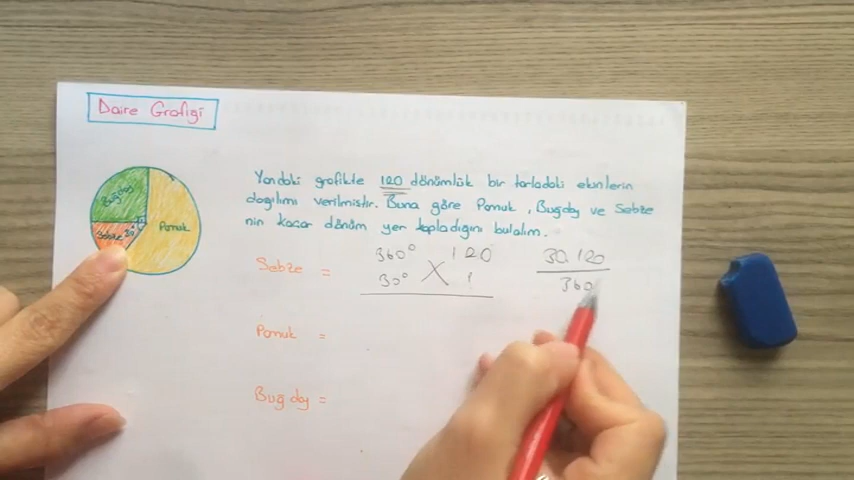 Daire Grafiği
Buğday
Pamuk
Sebze 30°
Yandaki grafikte 120 dönümlük bir tarladaki ekinlerin
dağılımı verilmiştir. Buna göre Pamuk, Buğday ve Sebze
nin kaçar dönüm yer kapladığını bulalım.
Sebze =
360° 120
30° 1
30.120
360
Pamuk =
Buğday =